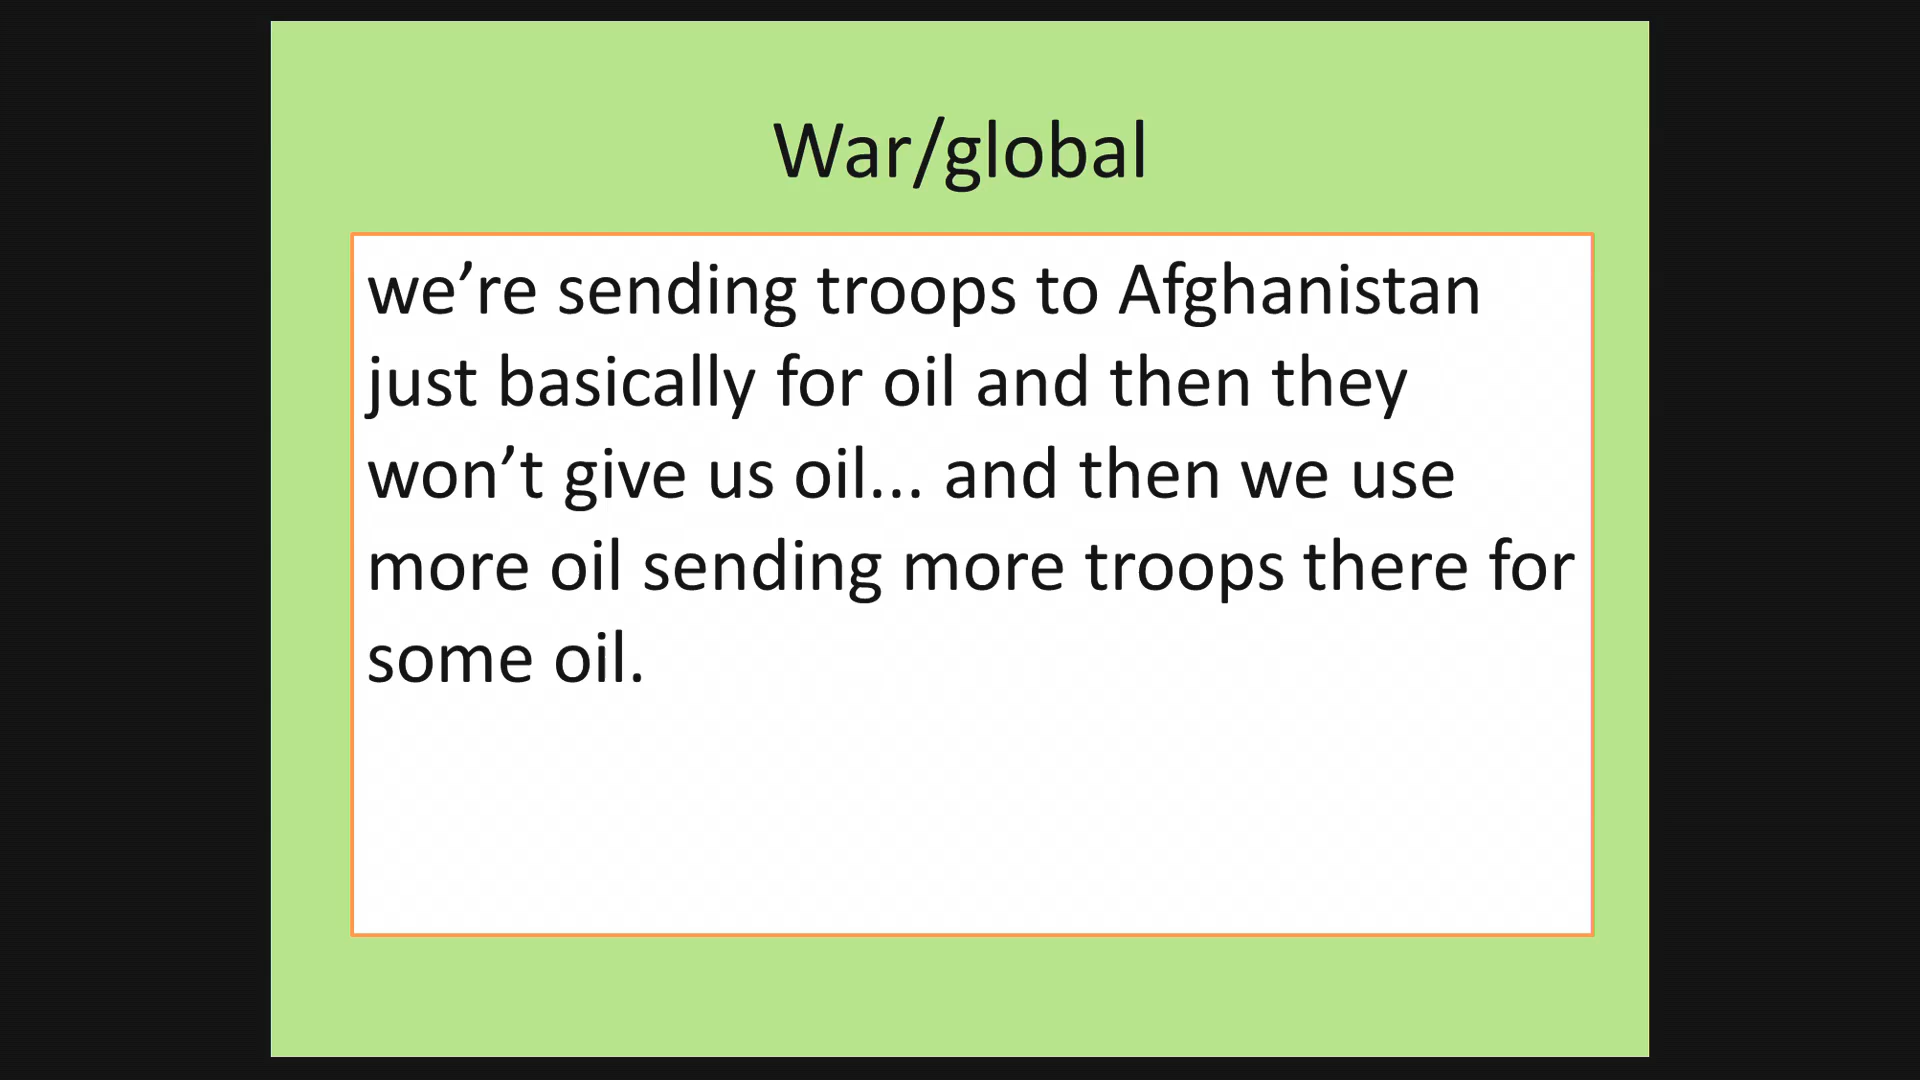 War/global
we’re sending troops to Afghanistan
just basically for oil and then they
won’t give us oil... and then we use
more oil sending more troops there for
some oil.